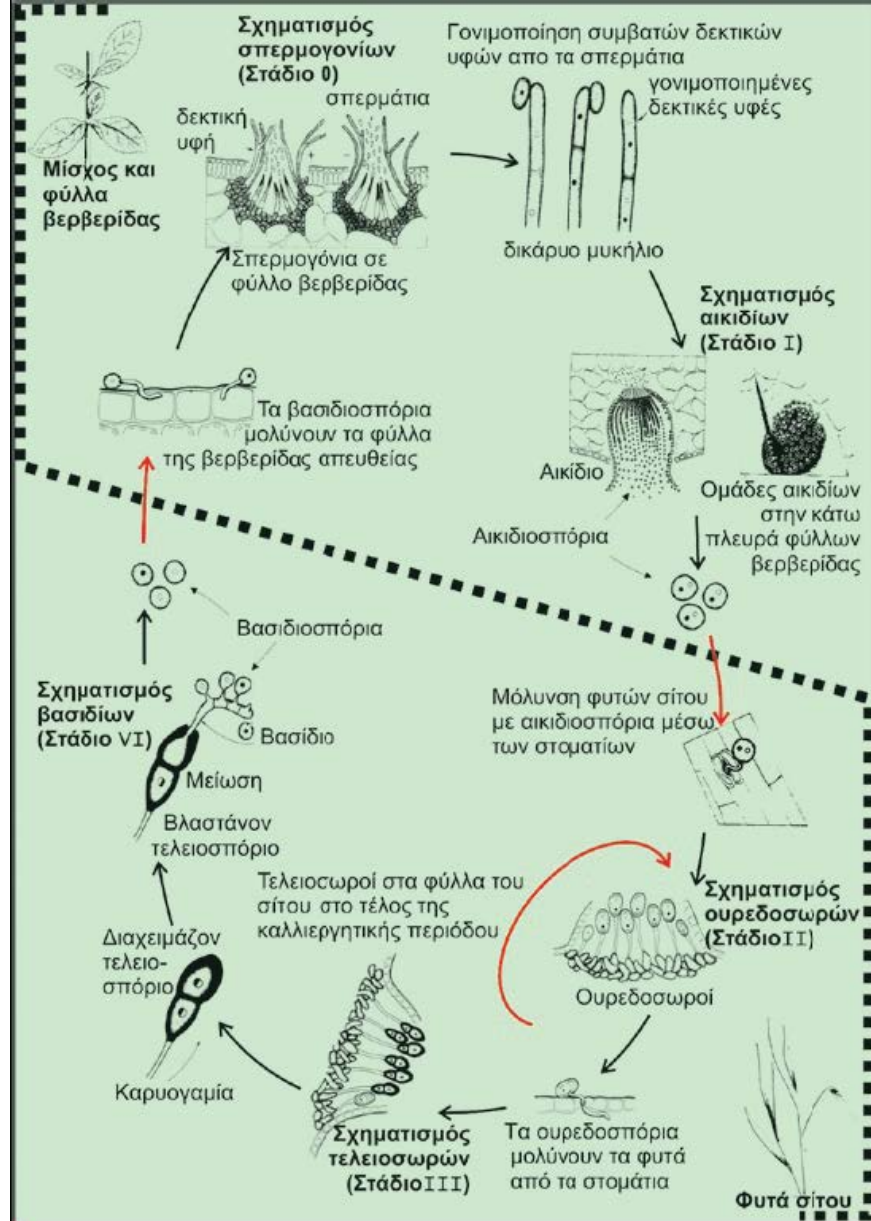 Σχηματισμός
σπερμογονίων
(Στάδιο 0)
Γονιμοποίηση συμβατών δεκτικών
υφών απο τα σπερμάτια
δεκτική
υφή
σπερμάτια
γονιμοποιημένες
δεκτικές υφές
Μίσχος και
φύλλα
βερβερίδας
+
−
Σπερμογόνια σε
φύλλο βερβερίδας
δικάρυο μυκήλιο
Σχηματισμός
αικιδίων
(Στάδιο I)
Τα βασιδιοσπόρια
μολύνουν τα φύλλα
της βερβερίδας απευθείας
Αικίδιο
Ομάδες αικιδίων
στην κάτω
πλευρά φύλλων
βερβερίδας
Αικιδιοσπόρια
Βασιδιοσπόρια
Σχηματισμός
βασιδίων
(Στάδιο VI)
Βασίδιο
Μείωση
Βλαστάνον
τελειοσπόριο
Μόλυνση φυτών σίτου
με αικιδιοσπόρια μέσω
των στοματίων
Τελειοσωροί στα φύλλα του
σίτου στο τέλος της
καλλιεργητικής περιόδου
Σχηματισμός
ουρεδοσωρών
(Στάδιο II)
Διαχειμάζον
τελειο-
σπόριο
Ουρεδοσωροί
Καρυογαμία
Σχηματισμός
τελειοσωρών
(Στάδιο III)
Τα ουρεδοσπόρια
μολύνουν τα φυτά
από τα στομάτια
Φυτά σίτου